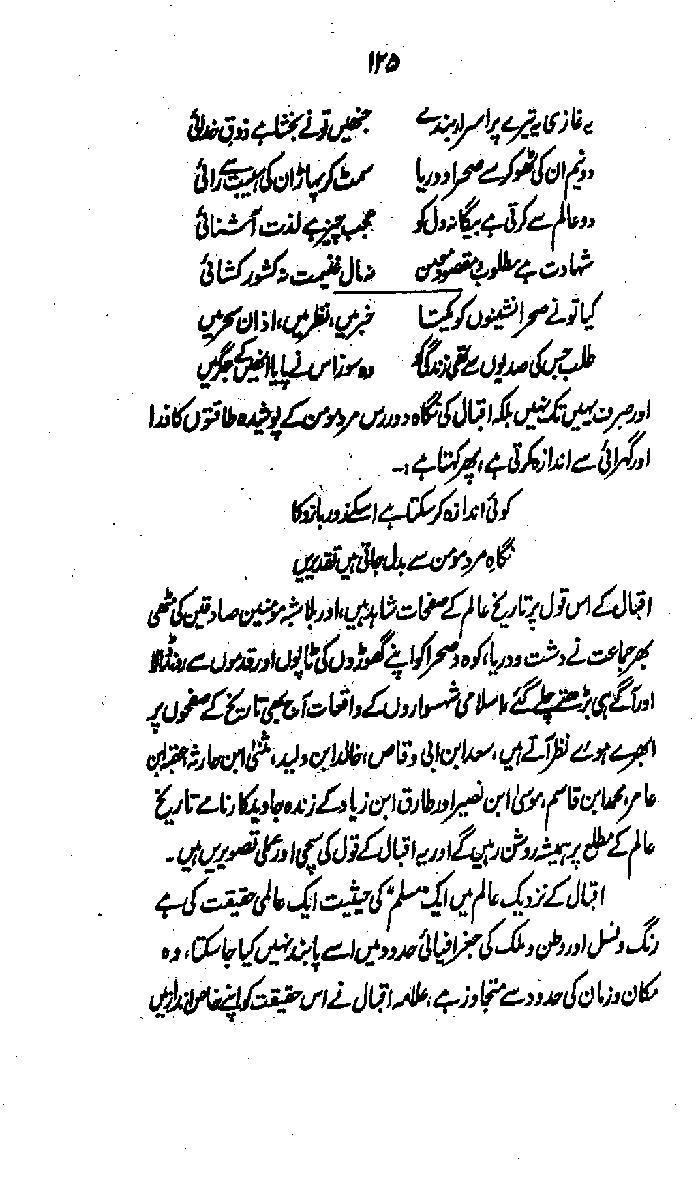 ۱۲۵
یہ غازی یہ تیرے پراسرار بندے جنھیں تو نے بخشا ہے ذوق خدائی
دو نیم ان کی ٹھوکر سے صحرا و دریا سمٹ کر پہاڑ ان کی ہیبت سے رائی
دو عالم سے کرتی ہے بیگانہ دل کو عجب چیز ہے لذت آشنائی
شہادت ہے مطلوب و مقصود مومن نہ مال غنیمت نہ کشور کشائی
کیا تو نے صحرا نشینوں کو یکتا خبر میں، نظر میں، اذان سحر میں
طلب جس کی صدیوں سے تھی زندگی کو وہ سوز اس نے پایا انھیں کے جگر میں
اور صرف یہیں تک نہیں بلکہ اقبال کی نگاہ دور رس مرد مومن کے پوشیدہ طاقتوں کا ذرا
اور گہرائی سے اندازہ کرتی ہے، پھر کہتا ہے :۔
کوئی اندازہ کر سکتا ہے اسکے زور بازو کا
نگاہِ مرد مومن سے بدل جاتی ہیں تقدیریں
اقبال کے اس قول پر تاریخ عالم کے صفحات شاہد ہیں، اور بلا شبہ مومنین صادقین کی مٹھی
بھر جماعت نے دشت و دریا، کوہ و صحرا کو اپنے گھوڑوں کی ٹاپوں اور قدموں سے روند ڈالا
اور آگے ہی بڑھتے چلے گئے، اسلامی شہسواروں کے واقعات آج بھی تاریخ کے صفحوں پر
ابھرے ہوئے نظر آتے ہیں، سعد ابن ابی وقاص، خالد ابن ولید، مثنیٰ ابن حارثہ عقبہ ابن
عامر، محمد ابن قاسم، موسیٰ ابن نصیر اور طارق ابن زیاد کے زندہ جاوید کارنامے تاریخ
عالم کے مطلع پر ہمیشہ روشن رہیں گے اور یہ اقبال کے قول کی سچی اور عملی تصویریں ہیں۔
اقبال کے نزدیک عالم میں ایک "مسلم" کی حیثیت ایک عالمی حقیقت کی ہے
رنگ و نسل اور وطن و ملک کی جغرافیائی حدود میں اسے پابند نہیں کیا جا سکتا، وہ
مکان و زمان کی حدود سے متجاوز ہے، علامہ اقبال نے اس حقیقت کو اپنے خاص انداز میں